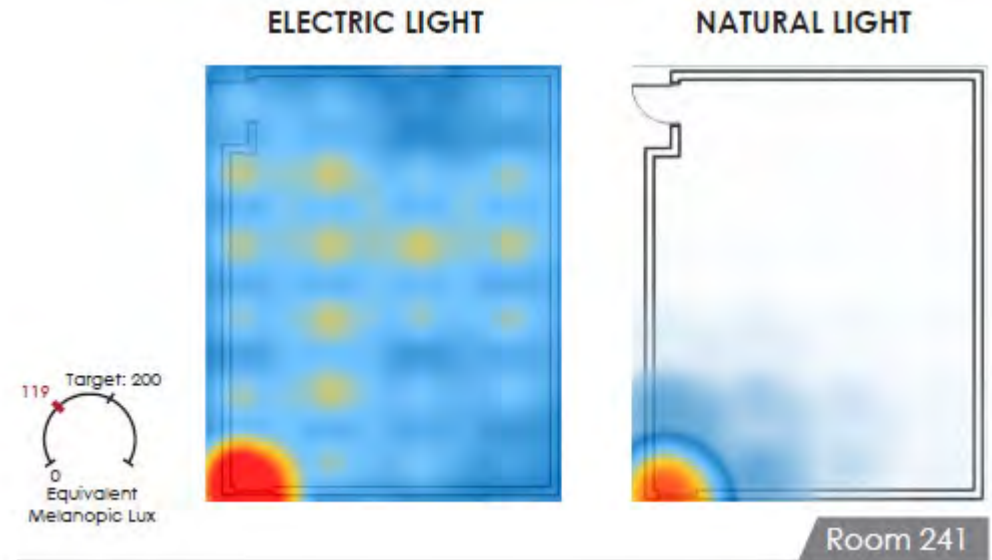 ELECTRIC LIGHT
NATURAL LIGHT
Target: 200
119
0
Equivalent
Melanopic Lux
Room 241